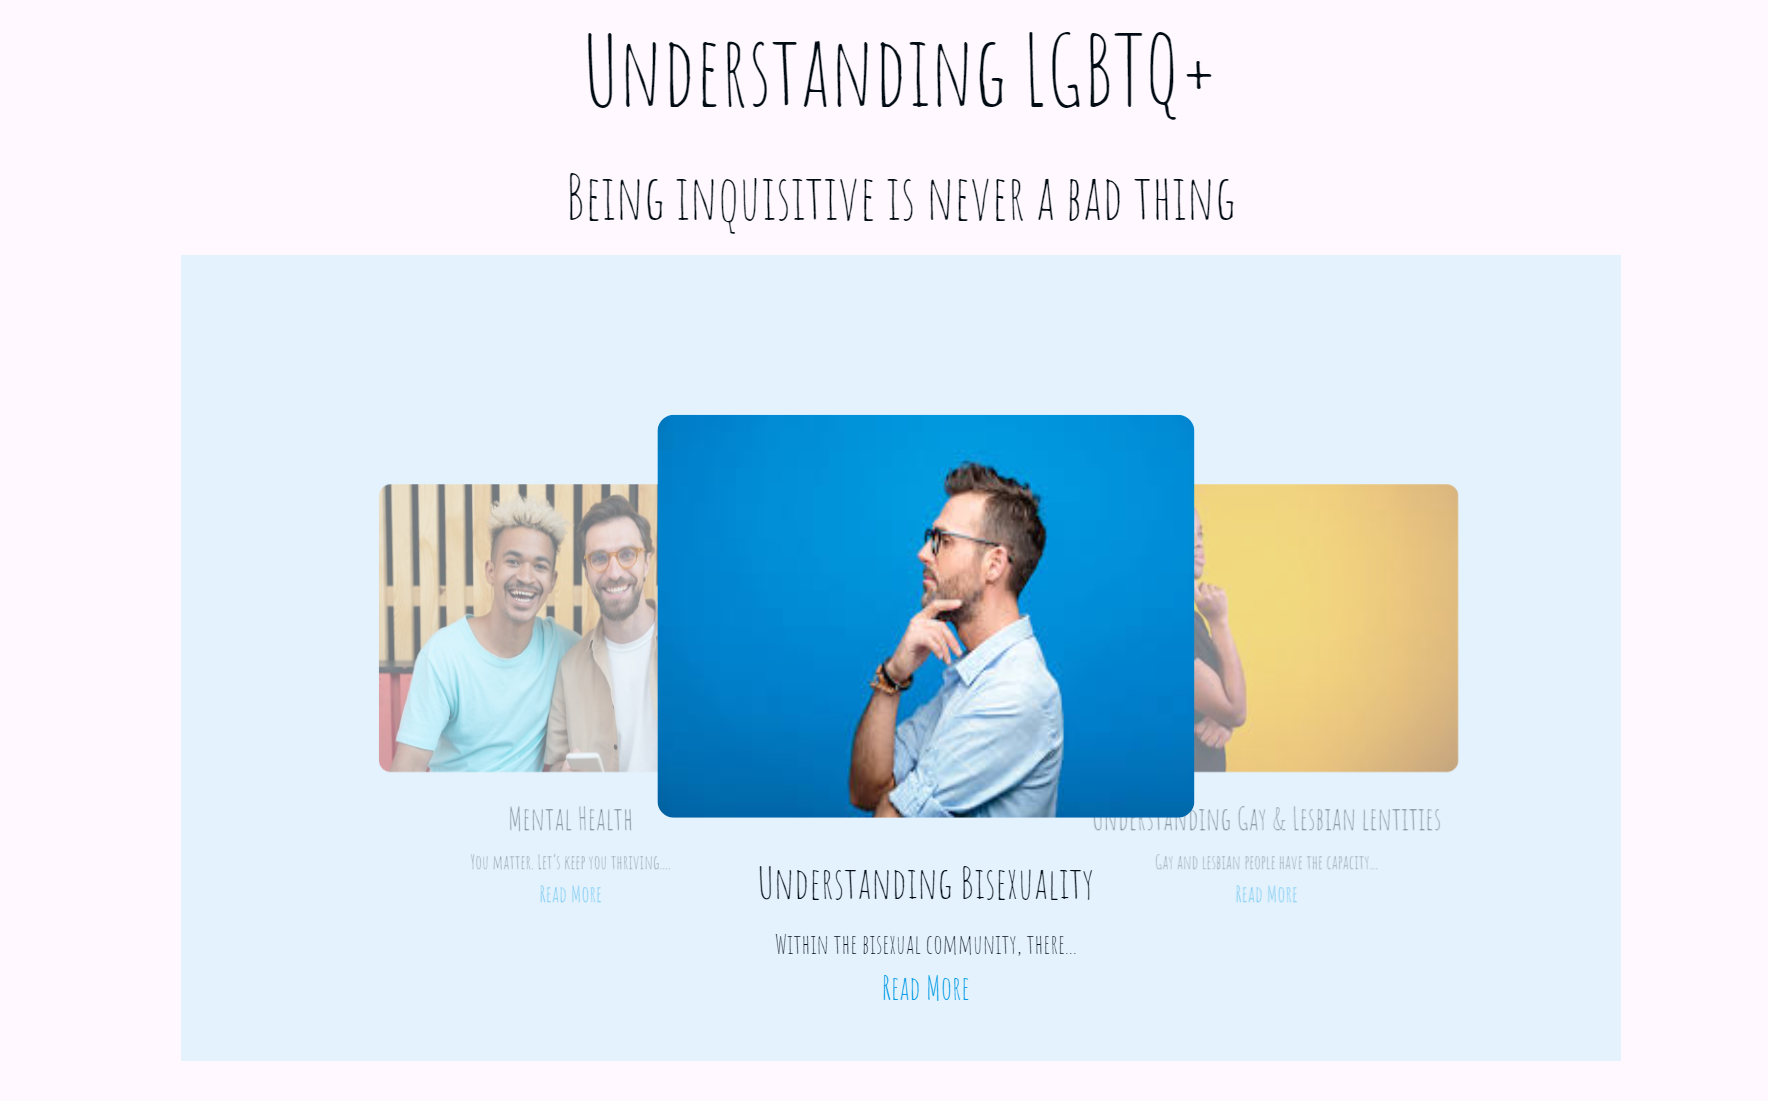 Understanding LGBTQ+
Being inquisitive is never a bad thing
Mental Health
You matter. Let's keep you thriving....
Read More
Understanding Bisexuality
Within the bisexual community, there...
Read More
Understanding Gay & Lesbian lentities
Gay and lesbian people have the capacity...
Read More